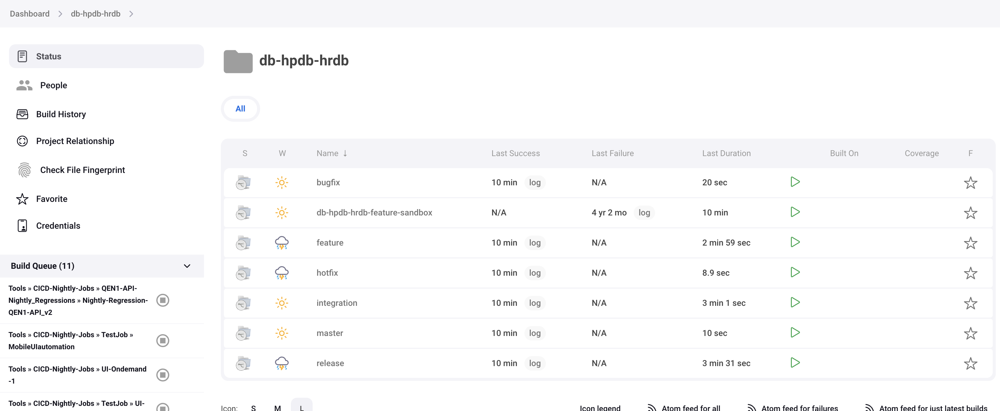 Dashboard
db-hpdb-hrdb
Status
People
Build History
Project Relationship
Check File Fingerprint
Favorite
Credentials
Build Queue (11)
Tools » CICD-Nightly-Jobs » QEN1-API-
Nightly_Regressions » Nightly-Regression-
QEN1-API_v2
Tools » CICD-Nightly-Jobs » TestJob »
MobileUIautomation
Tools » CICD-Nightly-Jobs » UI-Ondemand
-1
Tools » CICD-Nightly-Jobs » TestJob » UI-
db-hpdb-hrdb
All
S W Name ↓ Last Success Last Failure Last Duration Built On Coverage F
bugfix 10 min log N/A 20 sec
db-hpdb-hrdb-feature-sandbox N/A 4 yr 2 mo log 10 min
feature 10 min log N/A 2 min 59 sec
hotfix 10 min log N/A 8.9 sec
integration 10 min log N/A 3 min 1 sec
master 10 min log N/A 10 sec
release 10 min log N/A 3 min 31 sec
Icon: S M L Icon legend Atom feed for all Atom feed for failures Atom feed for just latest builds